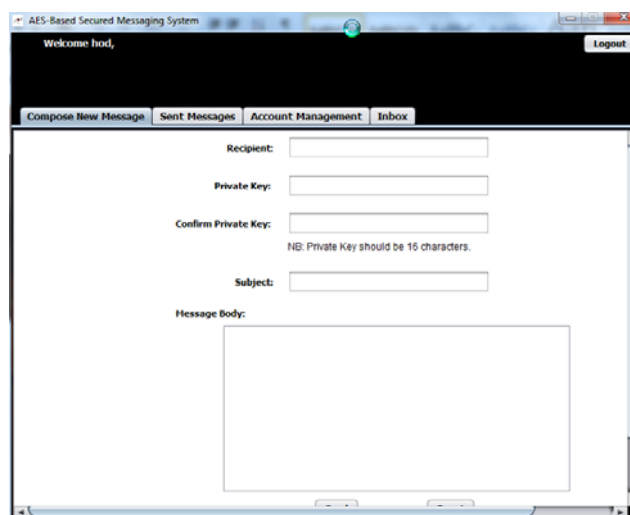 AES-Based Secured Messaging System
Welcome hod,
Logout
Compose New Message Sent Messages Account Management Inbox
Recipient:
Private Key:
Confirm Private Key:
NB: Private Key should be 16 characters.
Subject:
Message Body: